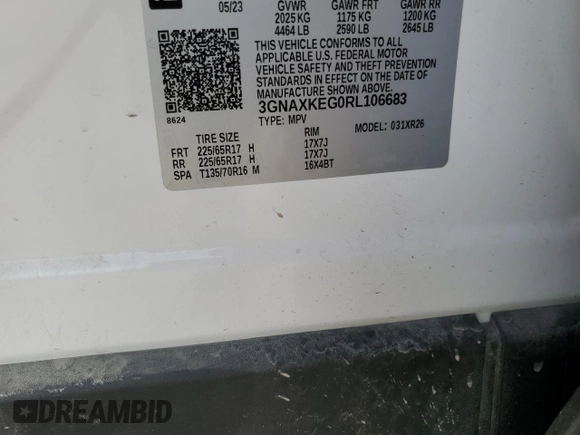 05/23 GVWR GAWR FRT GAWR RR
2025 KG 1175 KG 1200 KG
4464 LB 2590 LB 2645 LB
THIS VEHICLE CONFORMS TO ALL
APPLICABLE U.S. FEDERAL MOTOR
VEHICLE SAFETY AND THEFT PREVENTION
STANDARDS IN EFFECT ON THE DATE OF
MANUFACTURE SHOWN ABOVE.
3GNAXKEG0RL106683
8624 TYPE: MPV MODEL: 031XR26
TIRE SIZE RIM
FRT 225/65R17 H 17X7J
RR 225/65R17 H 17X7J
SPA T135/70R16 M 16X4BT
DREAMBID